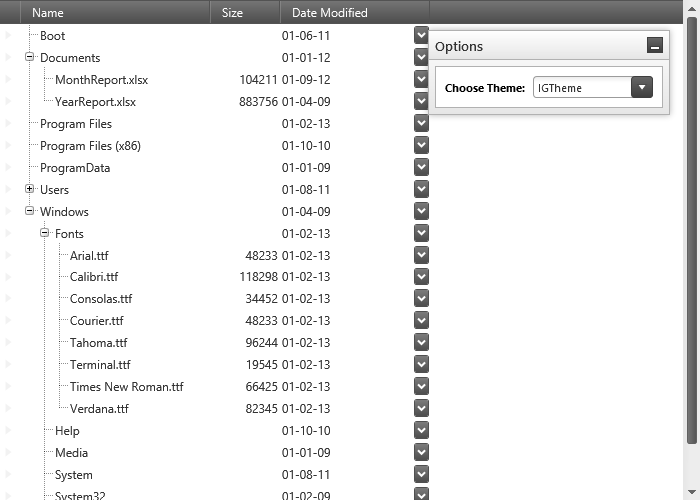 Name Size Date Modified
Boot 01-06-11
Options
Documents 01-01-12
MonthReport.xlsx 104211 01-09-12
Choose Theme: IGTheme
YearReport.xlsx 883756 01-04-09
Program Files 01-02-13
Program Files (x86) 01-10-10
ProgramData 01-01-09
Users 01-08-11
Windows 01-04-09
Fonts 01-02-13
Arial.ttf 48233 01-02-13
Calibri.ttf 118298 01-02-13
Consolas.ttf 34452 01-02-13
Courier.ttf 48233 01-02-13
Tahoma.ttf 96244 01-02-13
Terminal.ttf 19545 01-02-13
Times New Roman.ttf 66425 01-02-13
Verdana.ttf 82345 01-02-13
Help 01-10-10
Media 01-01-09
System 01-08-11
System32 01-02-09